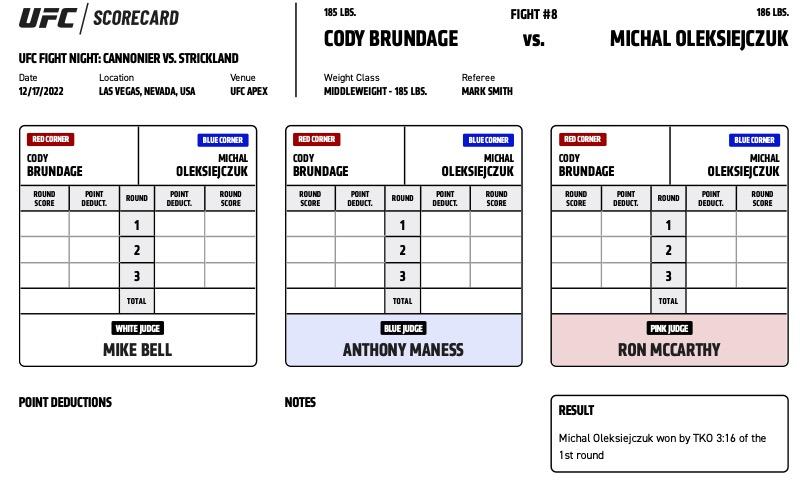 UFC SCORECARD
UFC FIGHT NIGHT: CANNONIER VS. STRICKLAND
Date Location Venue
12/17/2022 LAS VEGAS, NEVADA, USA UFC APEX
185 LBS. FIGHT #8 186 LBS.
CODY BRUNDAGE VS. MICHAL OLEKSIEJCZUK
Weight Class Referee
MIDDLEWEIGHT - 185 LBS. MARK SMITH
RED CORNER BLUE CORNER
CODY MICHAL
BRUNDAGE OLEKSIEJCZUK
ROUND SCORE POINT DEDUCT. ROUND POINT DEDUCT. ROUND SCORE
1
2
3
TOTAL
WHITE JUDGE
MIKE BELL
RED CORNER BLUE CORNER
CODY MICHAL
BRUNDAGE OLEKSIEJCZUK
ROUND SCORE POINT DEDUCT. ROUND POINT DEDUCT. ROUND SCORE
1
2
3
TOTAL
BLUE JUDGE
ANTHONY MANESS
RED CORNER BLUE CORNER
CODY MICHAL
BRUNDAGE OLEKSIEJCZUK
ROUND SCORE POINT DEDUCT. ROUND POINT DEDUCT. ROUND SCORE
1
2
3
TOTAL
PINK JUDGE
RON MCCARTHY
POINT DEDUCTIONS
NOTES
RESULT
Michal Oleksiejczuk won by TKO 3:16 of the
1st round